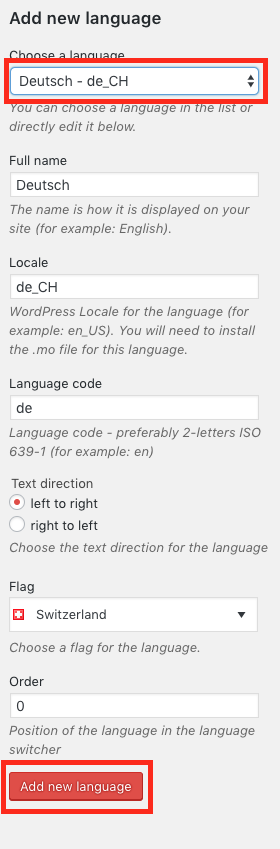 Add new language
Choose a language
Deutsch - de_CH
You can choose a language in the list or
directly edit it below.
Full name
Deutsch
The name is how it is displayed on your
site (for example: English).
Locale
de_CH
WordPress Locale for the language (for
example: en_US). You will need to install
the .mo file for this language.
Language code
de
Language code - preferably 2-letters ISO
639-1 (for example: en)
Text direction
left to right
right to left
Choose the text direction for the language
Flag
Switzerland
Choose a flag for the language.
Order
0
Position of the language in the language
switcher
Add new language